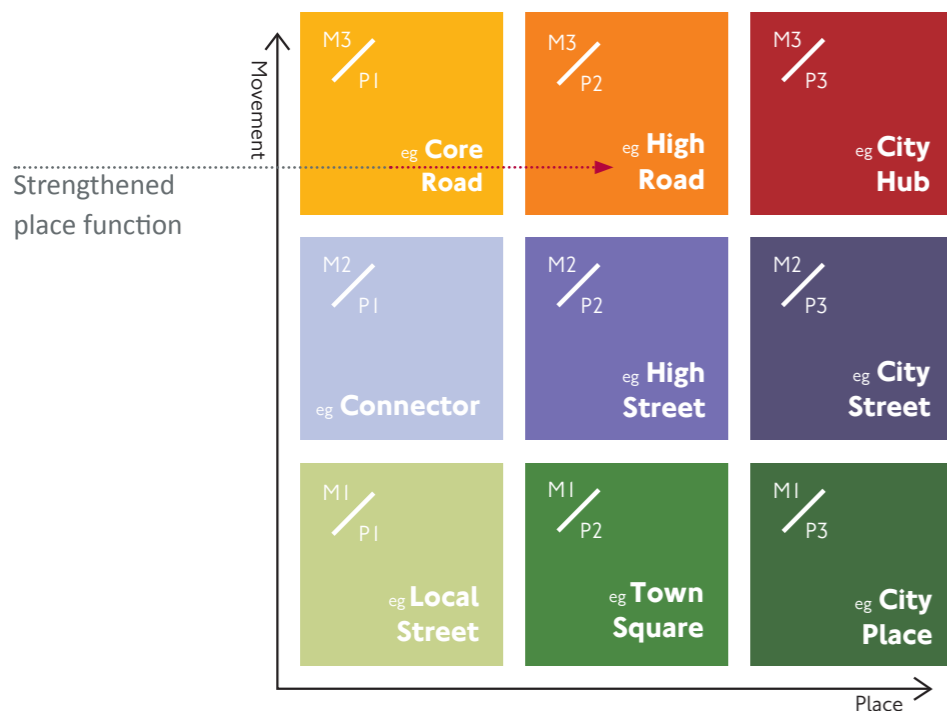 Movement
M3
P1
eg Core
Road
M3
P2
eg High
Road
M3
P3
eg City
Hub
Strengthened
place function
M2
P1
eg Connector
M2
P2
eg High
Street
M2
P3
eg City
Street
M1
P1
eg Local
Street
M1
P2
eg Town
Square
M1
P3
eg City
Place
Place